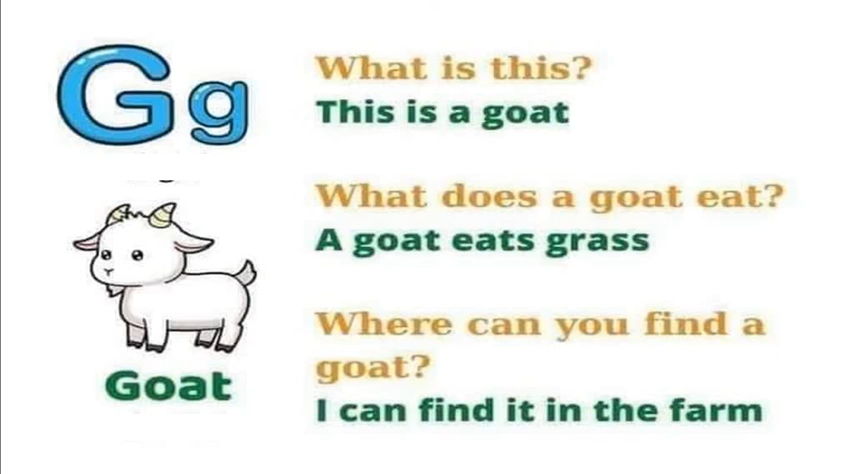 Gg
What is this?
This is a goat
What does a goat eat?
A goat eats grass
Goat
Where can you find a
goat?
I can find it in the farm